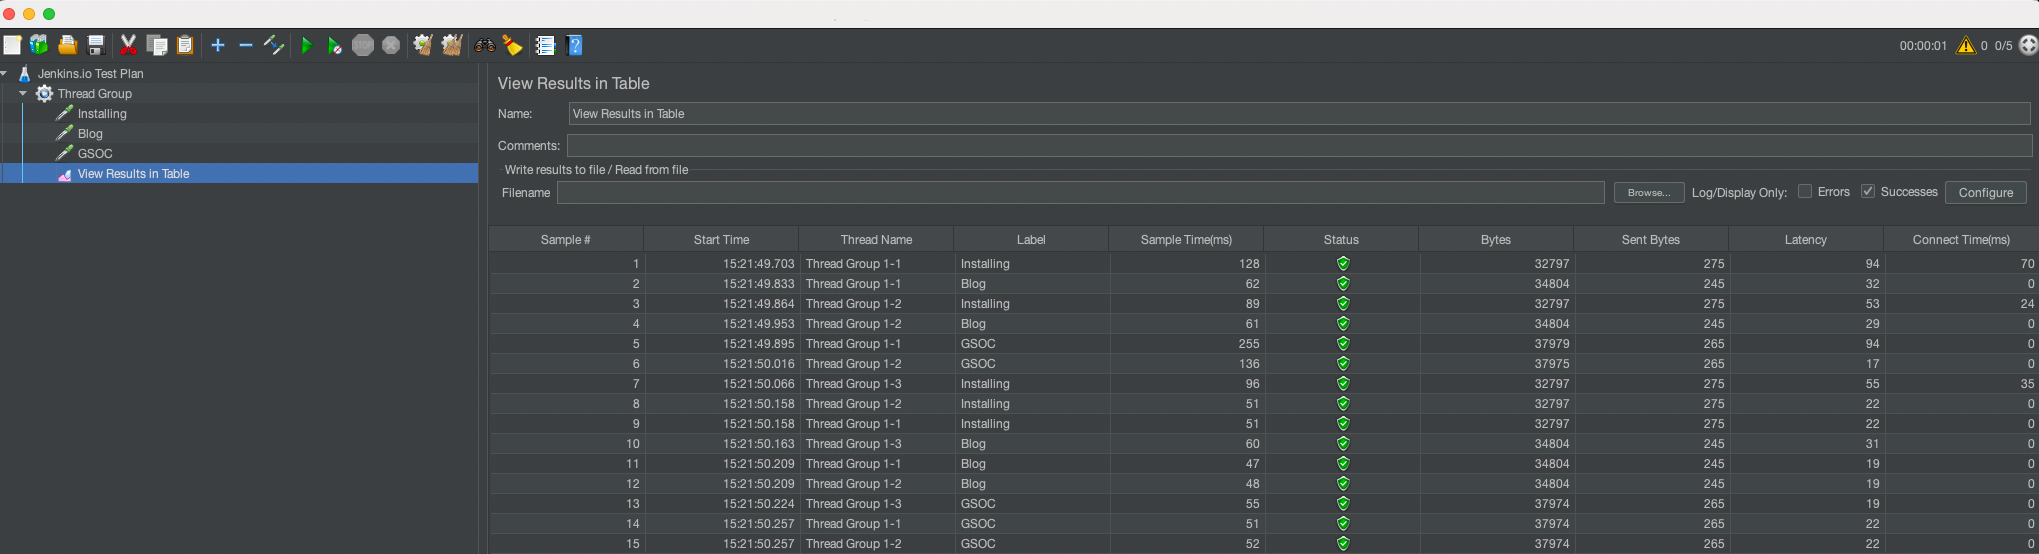 STOP
00:00:01 0 0/5
Jenkins.io Test Plan
Thread Group
Installing
Blog
GSOC
View Results in Table
View Results in Table
Name: View Results in Table
Comments:
Write results to file / Read from file
Filename Browse... Log/Display Only: Errors Successes Configure
Sample # Start Time Thread Name Label Sample Time(ms) Status Bytes Sent Bytes Latency Connect Time(ms)
1 15:21:49.703 Thread Group 1-1 Installing 128 32797 275 94 70
2 15:21:49.833 Thread Group 1-1 Blog 62 34804 245 32 0
3 15:21:49.864 Thread Group 1-2 Installing 89 32797 275 53 24
4 15:21:49.953 Thread Group 1-2 Blog 61 34804 245 29 0
5 15:21:49.895 Thread Group 1-1 GSOC 255 37979 265 94 0
6 15:21:50.016 Thread Group 1-2 GSOC 136 37975 265 17 0
7 15:21:50.066 Thread Group 1-3 Installing 96 32797 275 55 35
8 15:21:50.158 Thread Group 1-2 Installing 51 32797 275 22 0
9 15:21:50.158 Thread Group 1-1 Installing 51 32797 275 22 0
10 15:21:50.163 Thread Group 1-3 Blog 60 34804 245 31 0
11 15:21:50.209 Thread Group 1-1 Blog 47 34804 245 19 0
12 15:21:50.209 Thread Group 1-2 Blog 48 34804 245 19 0
13 15:21:50.224 Thread Group 1-3 GSOC 55 37974 265 19 0
14 15:21:50.257 Thread Group 1-1 GSOC 51 37974 265 22 0
15 15:21:50.257 Thread Group 1-2 GSOC 52 37974 265 22 0